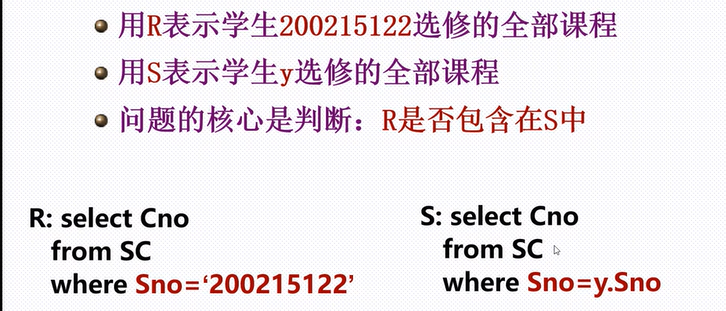 用R表示学生200215122选修的全部课程
用S表示学生y选修的全部课程
问题的核心是判断：R是否包含在S中
R: select Cno
from SC
where Sno=‘200215122’
S: select Cno
from SC
where Sno=y.Sno